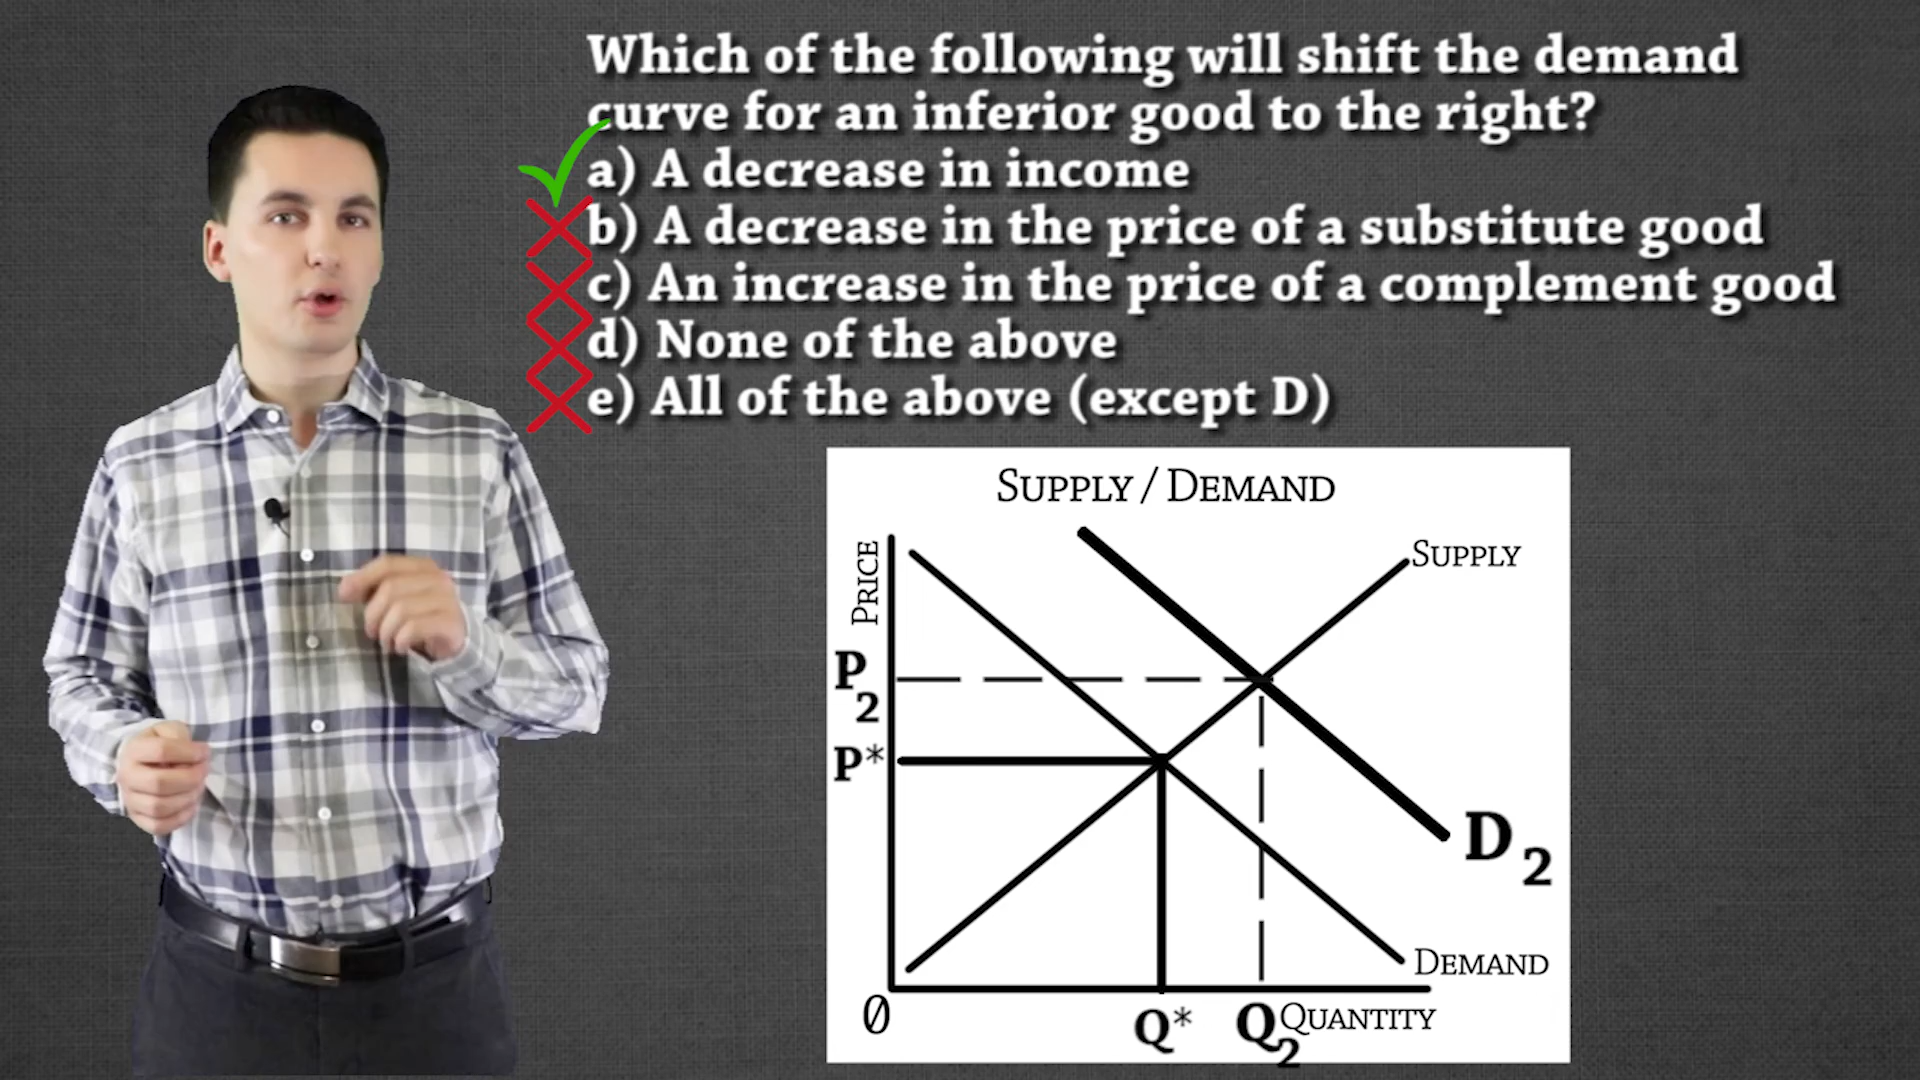 Which of the following will shift the demand
curve for an inferior good to the right?
a) A decrease in income
b) A decrease in the price of a substitute good
c) An increase in the price of a complement good
d) None of the above
e) All of the above (except D)
SUPPLY / DEMAND
PRICE
SUPPLY
P2
P*
D2
DEMAND
0
Q*
Q2
QUANTITY